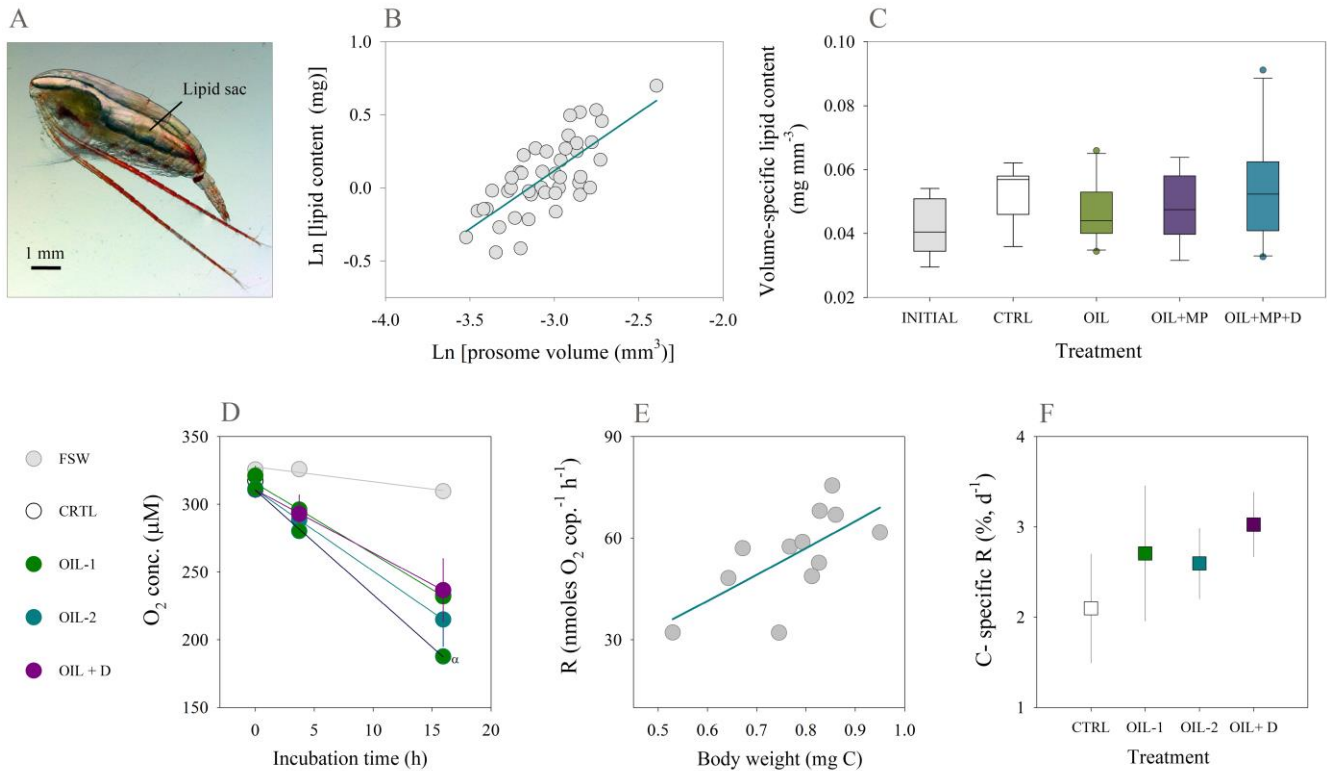 A
Lipid sac
1 mm
B
Ln [lipid content (mg)]
1.0
0.5
0.0
-0.5
-4.0 -3.5 -3.0 -2.5 -2.0
Ln [prosome volume (mm³)]
C
Volume-specific lipid content
(mg mm⁻³)
0.10
0.08
0.06
0.04
0.02
INITIAL CTRL OIL OIL+MP OIL+MP+D
Treatment
FSW
CRTL
OIL-1
OIL-2
OIL + D
D
O₂ conc. (µM)
350
300
250
200
150
α
0 5 10 15 20
Incubation time (h)
E
R (nmoles O₂ cop.⁻¹ h⁻¹)
90
60
30
0.5 0.6 0.7 0.8 0.9 1.0
Body weight (mg C)
F
C- specific R (%, d⁻¹)
4
3
2
1
CTRL OIL-1 OIL-2 OIL+ D
Treatment